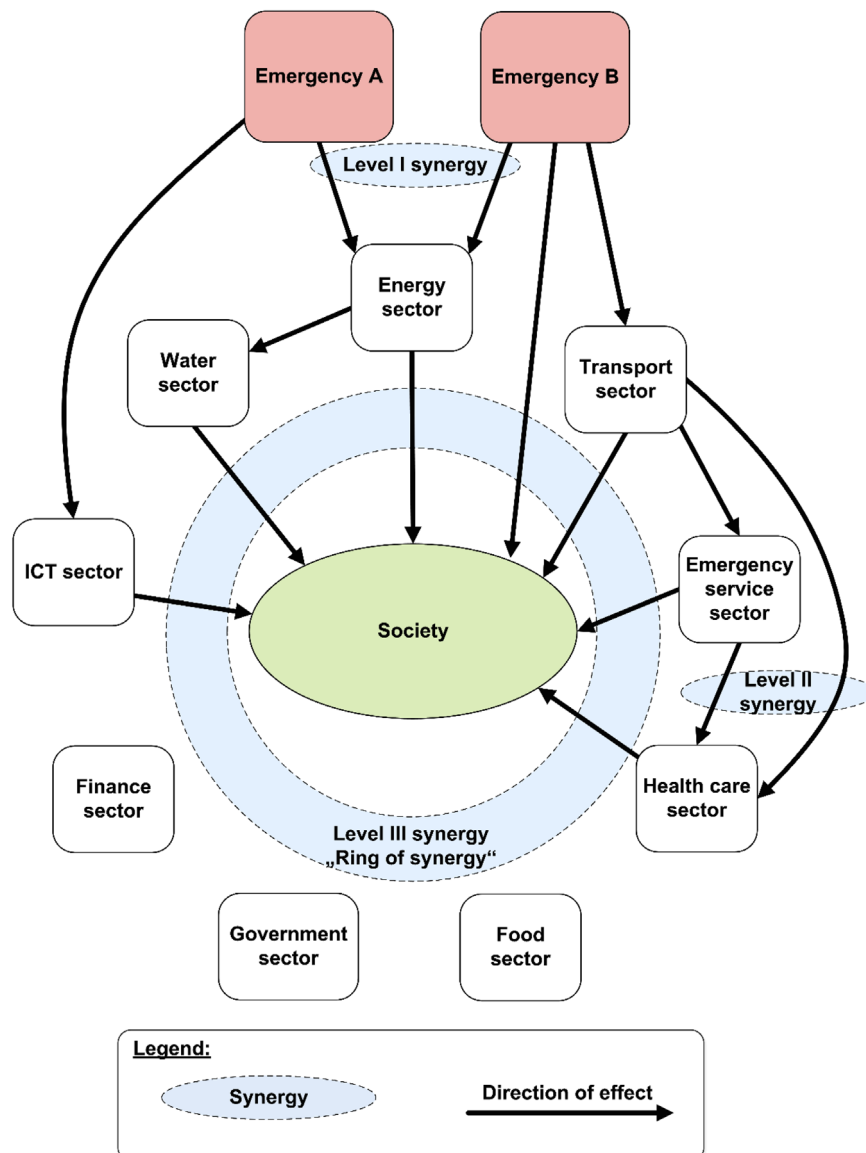 Emergency A
Emergency B
Level I synergy
Energy
sector
Water
sector
Transport
sector
ICT sector
Emergency
service
sector
Society
Level II
synergy
Finance
sector
Health care
sector
Level III synergy
„Ring of synergy“
Government
sector
Food
sector
Legend:
Synergy
Direction of effect